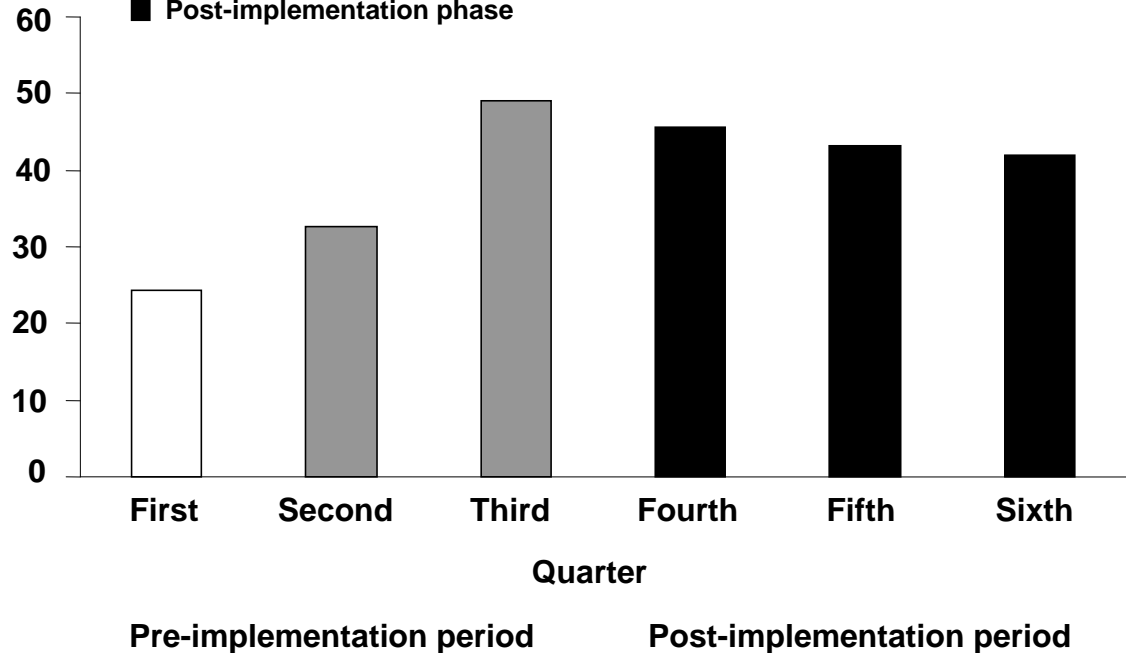 Post-implementation phase
60
50
40
30
20
10
0
First Second Third Fourth Fifth Sixth
Quarter
Pre-implementation period Post-implementation period